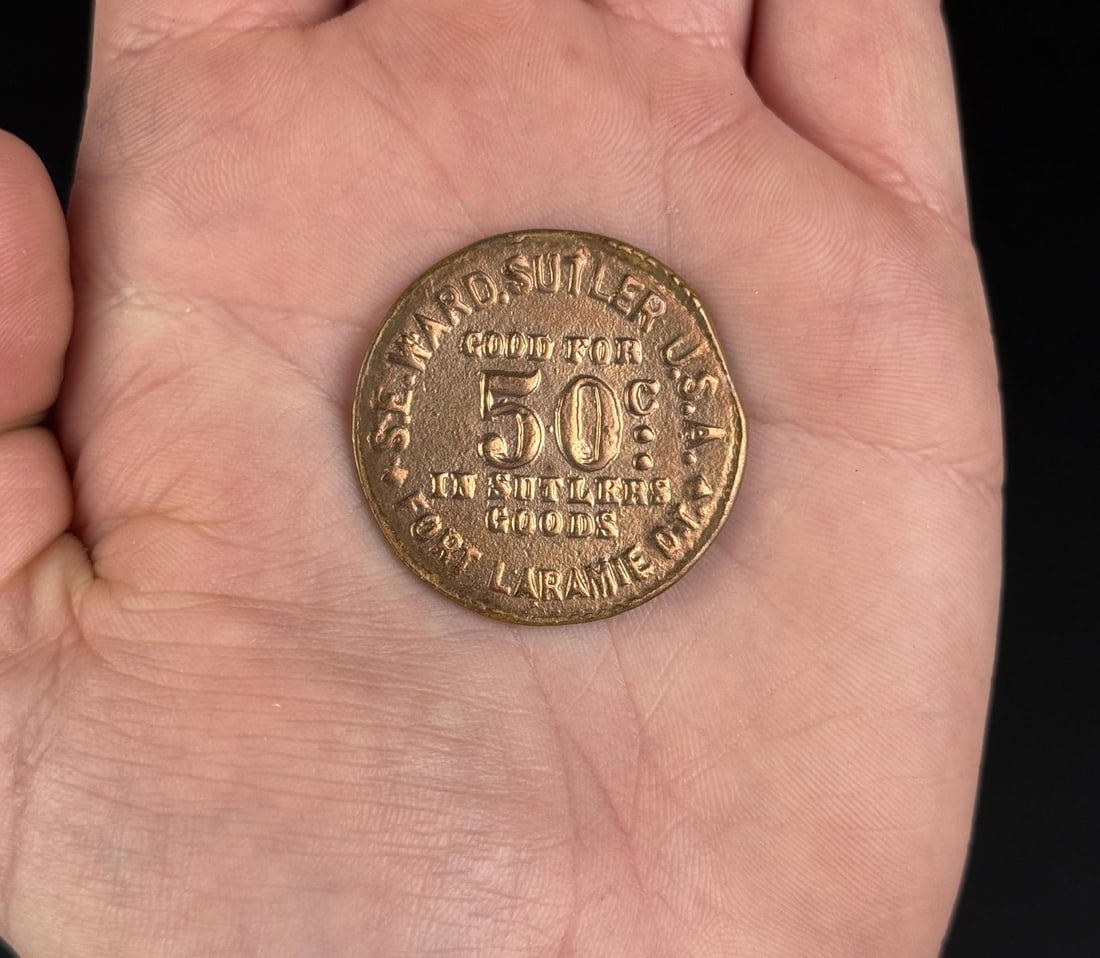 S.E. WARD, SUTLER U.S.A.
GOOD FOR
50 C
IN SUTLERS
GOODS
FORT LARAMIE D.T.